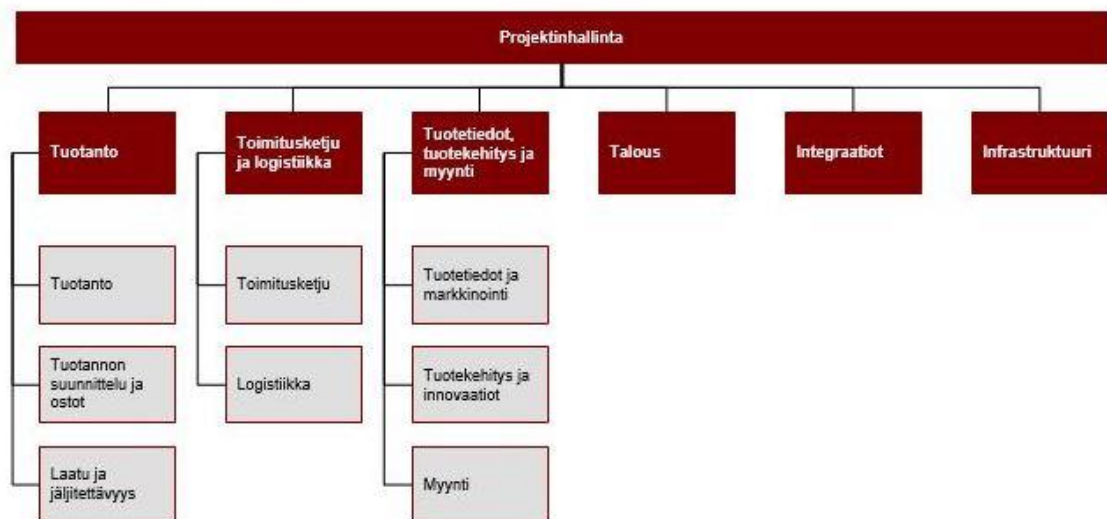 Projektinhallinta
Tuotanto
Toimitusketju
ja logistiikka
Tuotetiedot,
tuotekehitys ja
myynti
Talous
Integraatiot
Infrastruktuuri
Tuotanto
Toimitusketju
Tuotetiedot ja
markkinointi
Tuotannon
suunnittelu ja
ostot
Logistiikka
Tuotekehitys ja
innovaatiot
Laatu ja
jäljitettävyys
Myynti